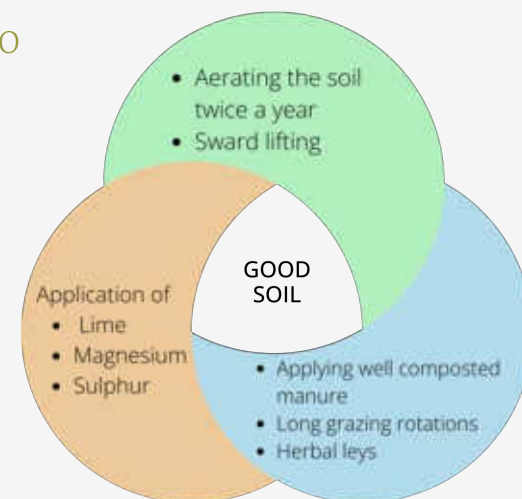 O
• Aerating the soil
twice a year
• Sward lifting
GOOD
SOIL
Application of
• Lime
• Magnesium
• Sulphur
• Applying well composted
manure
• Long grazing rotations
• Herbal leys